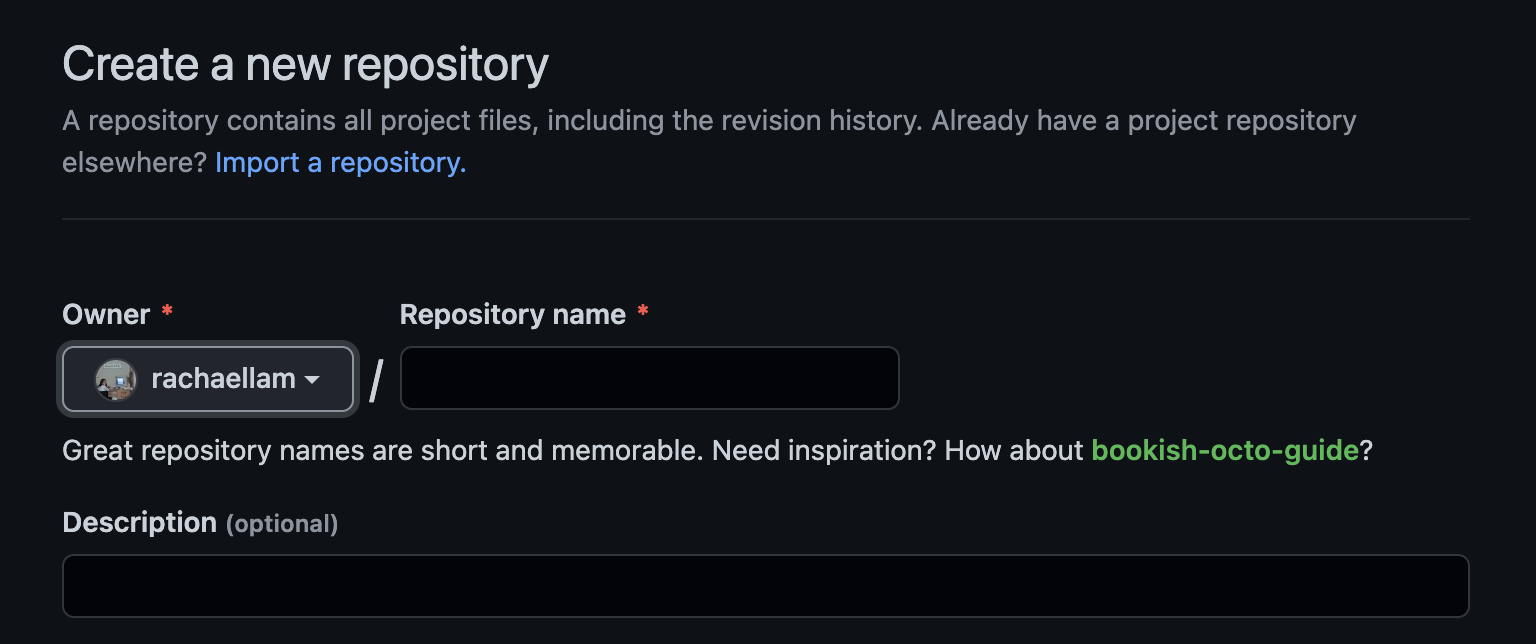 Create a new repository
A repository contains all project files, including the revision history. Already have a project repository
elsewhere? Import a repository.
Owner * Repository name *
rachaellam /
Great repository names are short and memorable. Need inspiration? How about bookish-octo-guide?
Description (optional)